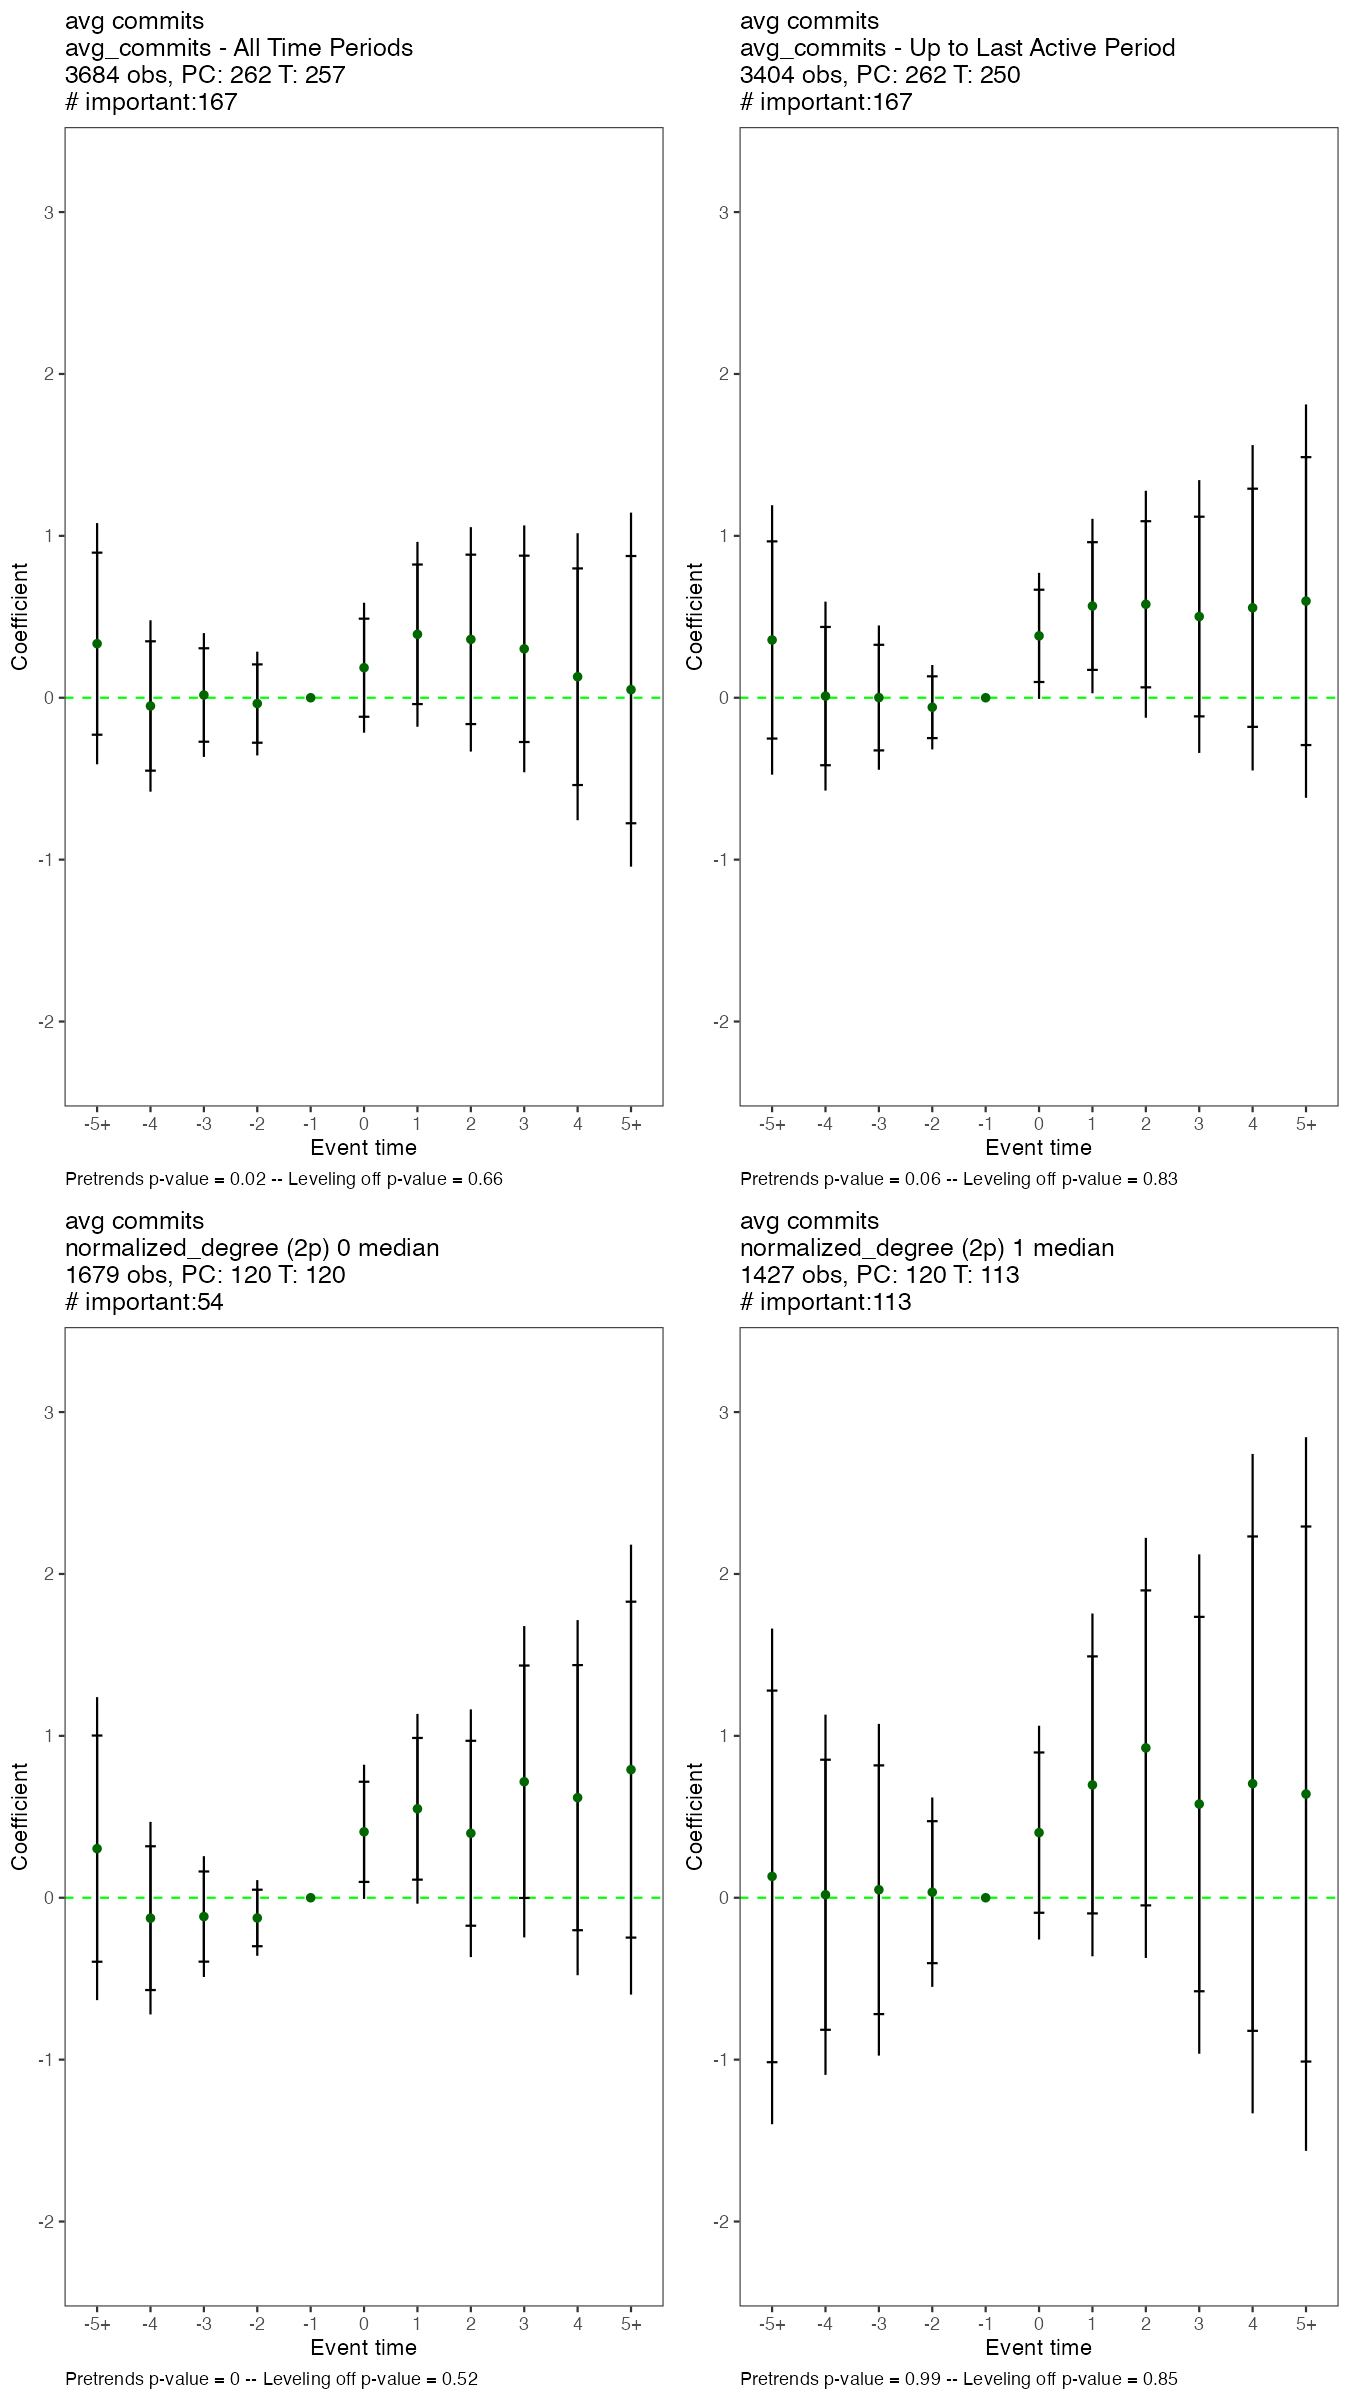 avg commits
avg_commits - All Time Periods
3684 obs, PC: 262 T: 257
# important:167
3
2
1
0
-1
-2
Coefficient
-5+ -4 -3 -2 -1 0 1 2 3 4 5+
Event time
Pretrends p-value = 0.02 -- Leveling off p-value = 0.66
avg commits
avg_commits - Up to Last Active Period
3404 obs, PC: 262 T: 250
# important:167
3
2
1
0
-1
-2
Coefficient
-5+ -4 -3 -2 -1 0 1 2 3 4 5+
Event time
Pretrends p-value = 0.06 -- Leveling off p-value = 0.83
avg commits
normalized_degree (2p) 0 median
1679 obs, PC: 120 T: 120
# important:54
3
2
1
0
-1
-2
Coefficient
-5+ -4 -3 -2 -1 0 1 2 3 4 5+
Event time
Pretrends p-value = 0 -- Leveling off p-value = 0.52
avg commits
normalized_degree (2p) 1 median
1427 obs, PC: 120 T: 113
# important:113
3
2
1
0
-1
-2
Coefficient
-5+ -4 -3 -2 -1 0 1 2 3 4 5+
Event time
Pretrends p-value = 0.99 -- Leveling off p-value = 0.85